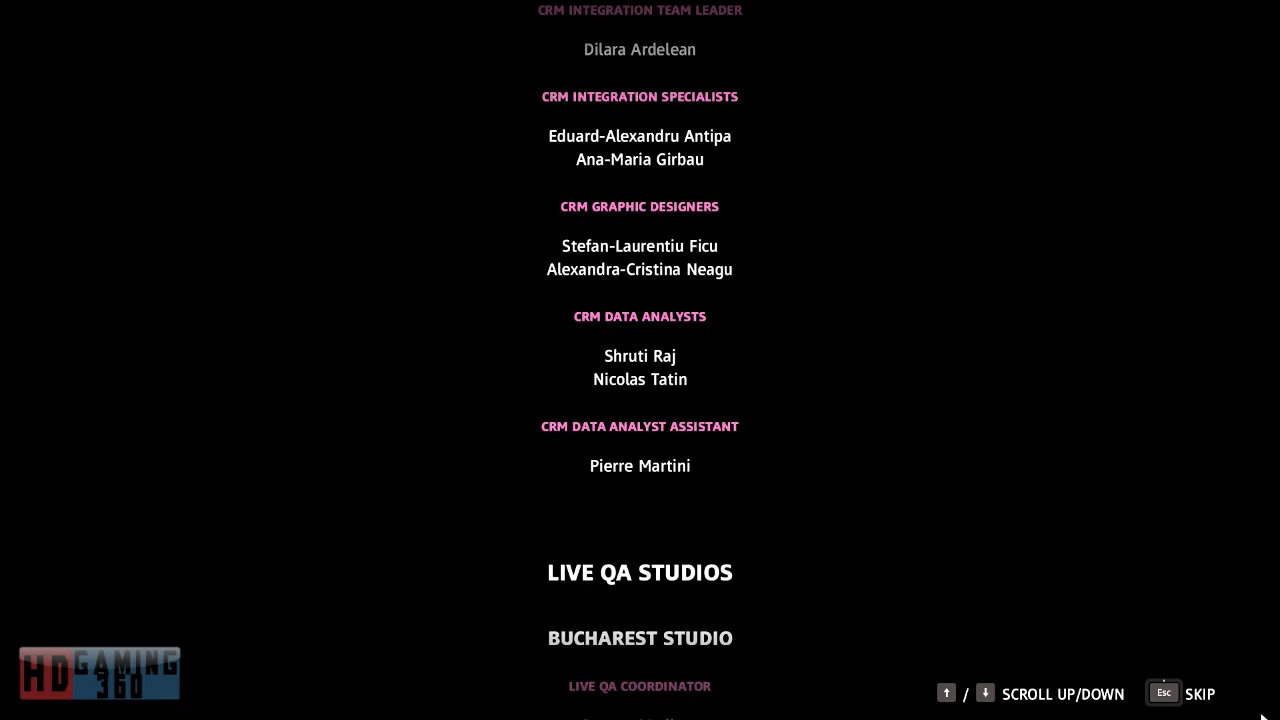 CRM INTEGRATION TEAM LEADER
Dilara Ardelean
CRM INTEGRATION SPECIALISTS
Eduard-Alexandru Antipa
Ana-Maria Girbau
CRM GRAPHIC DESIGNERS
Stefan-Laurentiu Ficu
Alexandra-Cristina Neagu
CRM DATA ANALYSTS
Shruti Raj
Nicolas Tatin
CRM DATA ANALYST ASSISTANT
Pierre Martini
LIVE QA STUDIOS
BUCHAREST STUDIO
LIVE QA COORDINATOR
HD GAMING
360
/ SCROLL UP/DOWN Esc SKIP